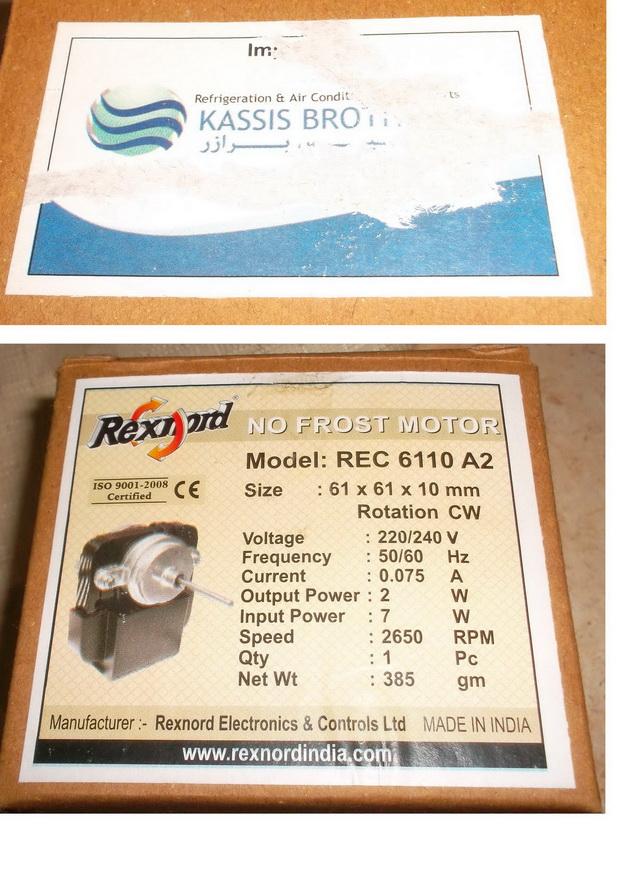 Refrigeration & Air
KASSIS
برازر
Rexnord®
NO FROST MOTOR
Model: REC 6110 A2
ISO 9001-2008
Certified
CE
Size : 61 x 61 x 10 mm
Rotation CW
Voltage : 220/240 V
Frequency : 50/60 Hz
Current : 0.075 A
Output Power : 2 W
Input Power : 7 W
Speed : 2650 RPM
Qty : 1 Pc
Net Wt : 385 gm
Manufacturer :- Rexnord Electronics & Controls Ltd MADE IN INDIA
www.rexnordindia.com